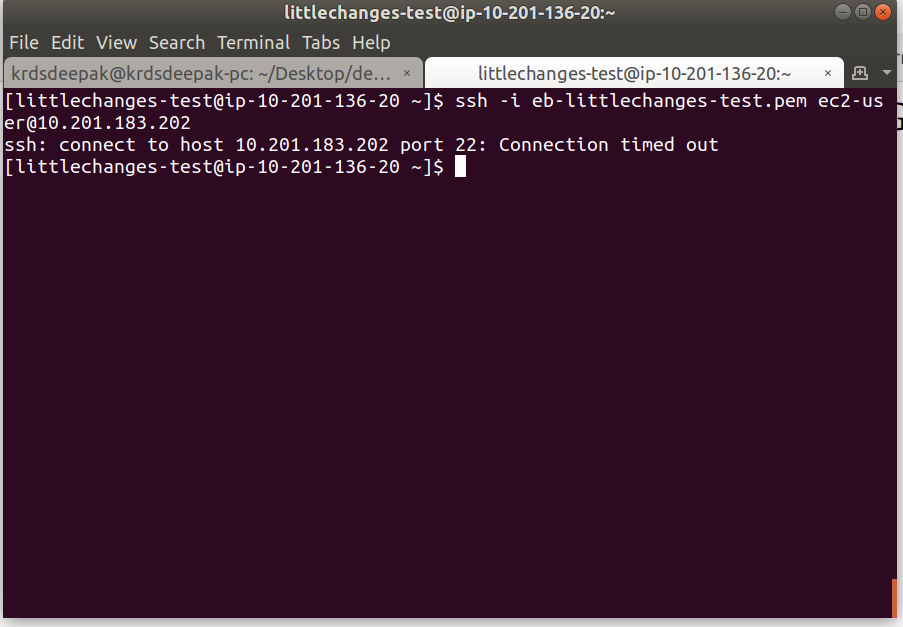 littlechanges-test@ip-10-201-136-20:~
File Edit View Search Terminal Tabs Help
krdsdeepak@krdsdeepak-pc: ~/Desktop/de... × littlechanges-test@ip-10-201-136-20:~ ×
[littlechanges-test@ip-10-201-136-20 ~]$ ssh -i eb-littlechanges-test.pem ec2-us
er@10.201.183.202
ssh: connect to host 10.201.183.202 port 22: Connection timed out
[littlechanges-test@ip-10-201-136-20 ~]$